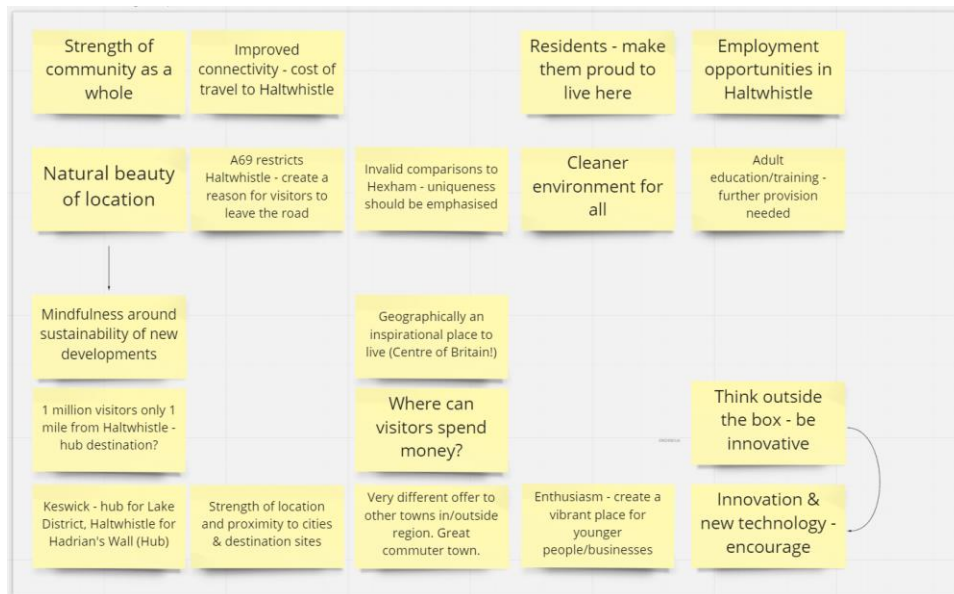 Strength of
community as a
whole
Improved
connectivity - cost of
travel to Haltwhistle
Residents - make
them proud to
live here
Employment
opportunities in
Haltwhistle
Natural beauty
of location
A69 restricts
Haltwhistle - create a
reason for visitors to
leave the road
Invalid comparisons to
Hexham - uniqueness
should be emphasised
Cleaner
environment for
all
Adult
education/training -
further provision
needed
Mindfulness around
sustainability of new
developments
Geographically an
inspirational place to
live (Centre of Britain!)
1 million visitors only 1
mile from Haltwhistle -
hub destination?
Where can
visitors spend
money?
Think outside
the box - be
innovative
Keswick - hub for Lake
District, Haltwhistle for
Hadrian's Wall (Hub)
Strength of location
and proximity to cities
& destination sites
Very different offer to
other towns in/outside
region. Great
commuter town.
Enthusiasm - create a
vibrant place for
younger
people/businesses
Innovation &
new technology -
encourage